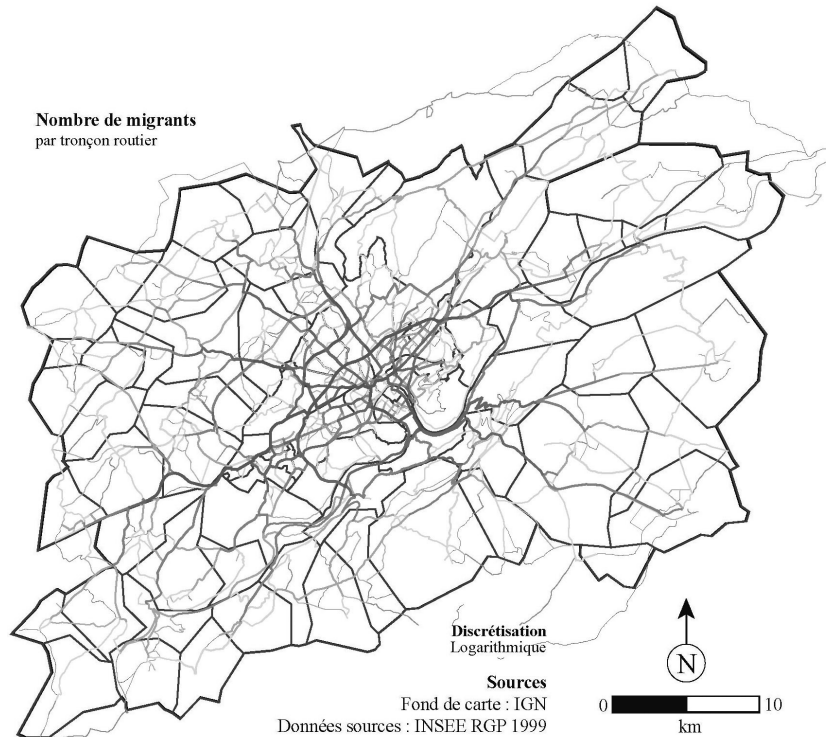 Nombre de migrants
par tronçon routier
Discrétisation
Logarithmique
Sources
Fond de carte : IGN
Données sources : INSEE RGP 1999
N
0 10
km